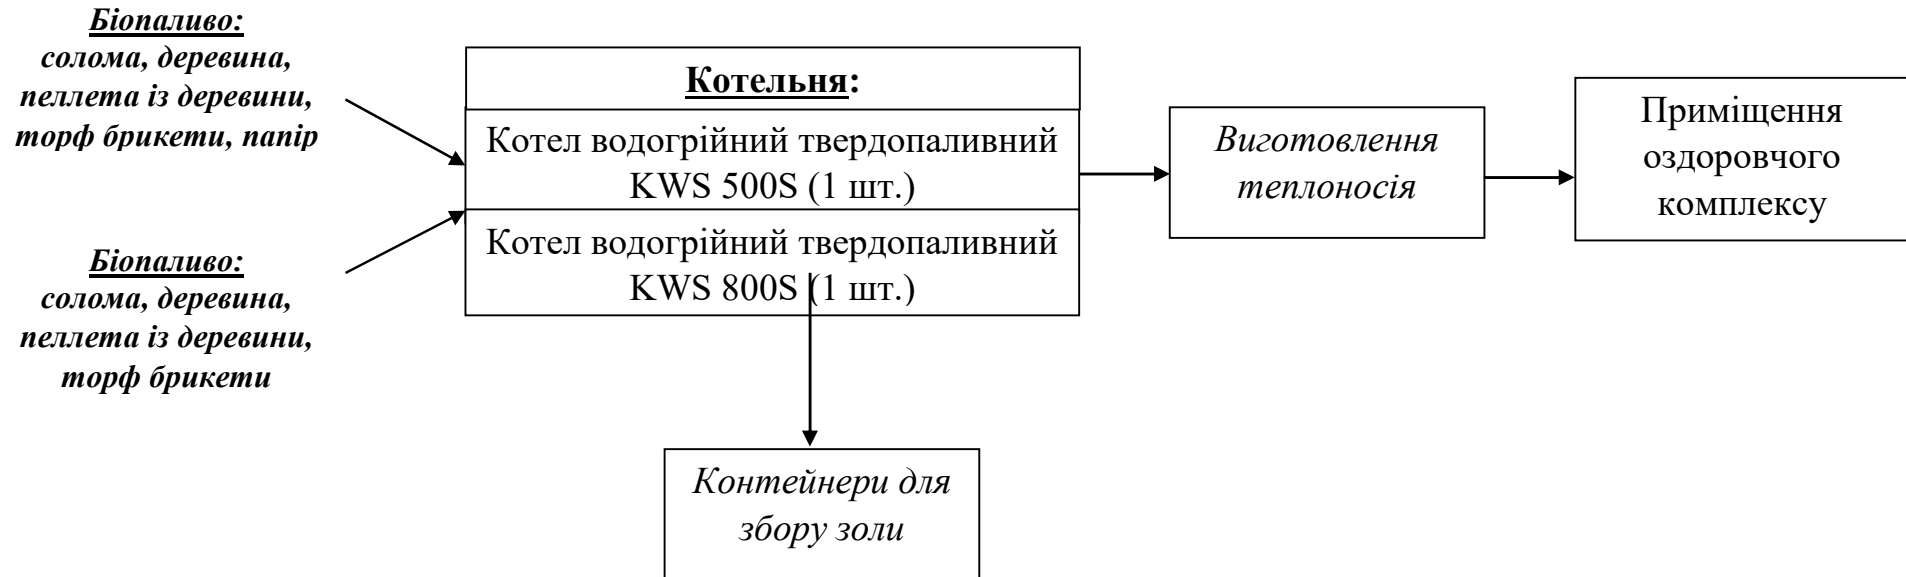 Біопаливо:
солома, деревина,
пеллета із деревини,
торф брикети, папір
Біопаливо:
солома, деревина,
пеллета із деревини,
торф брикети
Котельня:
Котел водогрійний твердопаливний
KWS 500S (1 шт.)
Котел водогрійний твердопаливний
KWS 800S (1 шт.)
Виготовлення
теплоносія
Приміщення
оздоровчого
комплексу
Контейнери для
збору золи